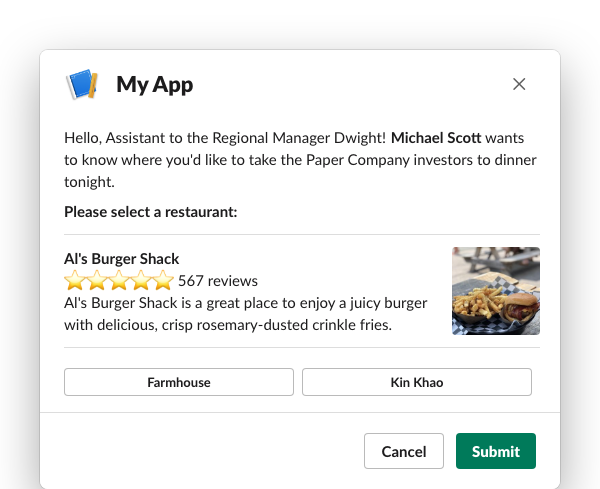 My App
Hello, Assistant to the Regional Manager Dwight! Michael Scott wants
to know where you'd like to take the Paper Company investors to dinner
tonight.
Please select a restaurant:
Al's Burger Shack
567 reviews
Al's Burger Shack is a great place to enjoy a juicy burger
with delicious, crisp rosemary-dusted crinkle fries.
Farmhouse
Kin Khao
Cancel
Submit